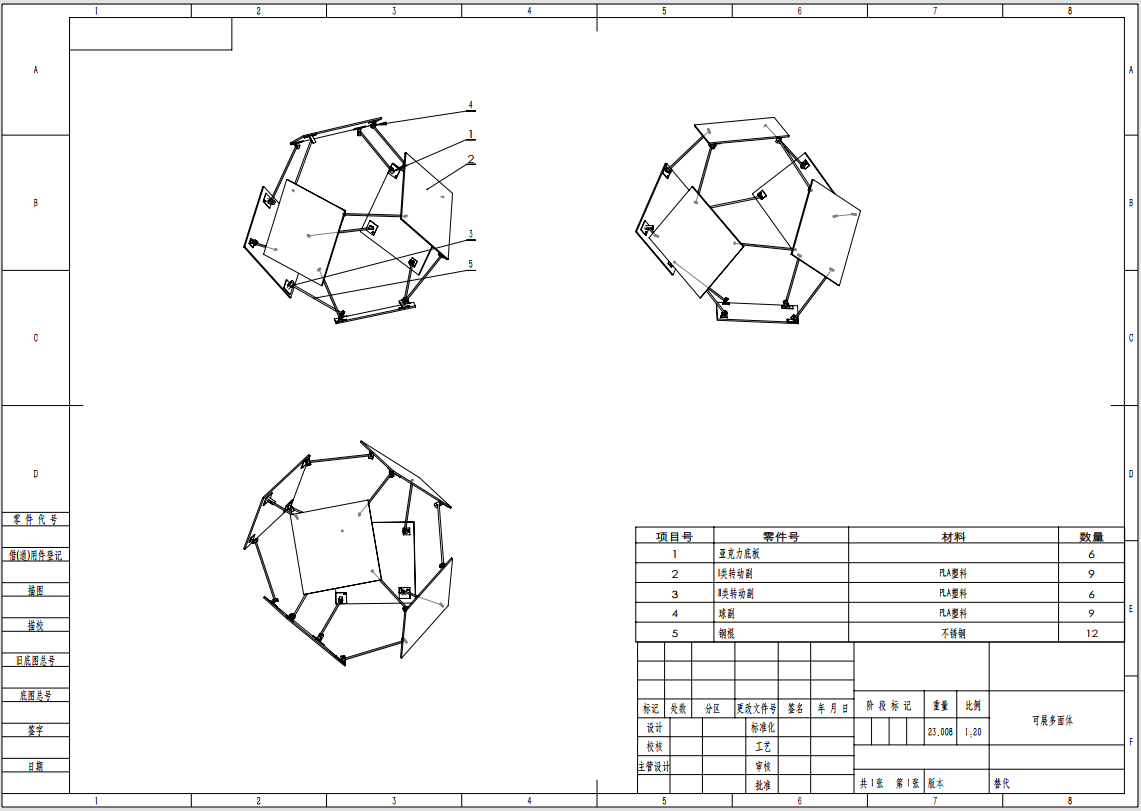 1 2 3 4 5 6 7 8
A A
4
1
2
B B
3
5
C C
D D
零件代号
借(通)用件登记
描图
描校
旧底图总号
底图总号
签字
日期
项目号 零件号 材料 数量
1 亚克力底板 6
2 I类转动副 PLA塑料 9
3 II类转动副 PLA塑料 6
4 球副 PLA塑料 9
5 钢棍 不锈钢 12
E
标记 处数 分区 更改文件号 签名 年 月 日 阶段标记 重量 比例
设计 标准化 23.008 1:20 可展多面体
校核 工艺
主管设计 审核
批准 共1张 第1张 版本 替代
F
1 2 3 4 5 6 7 8